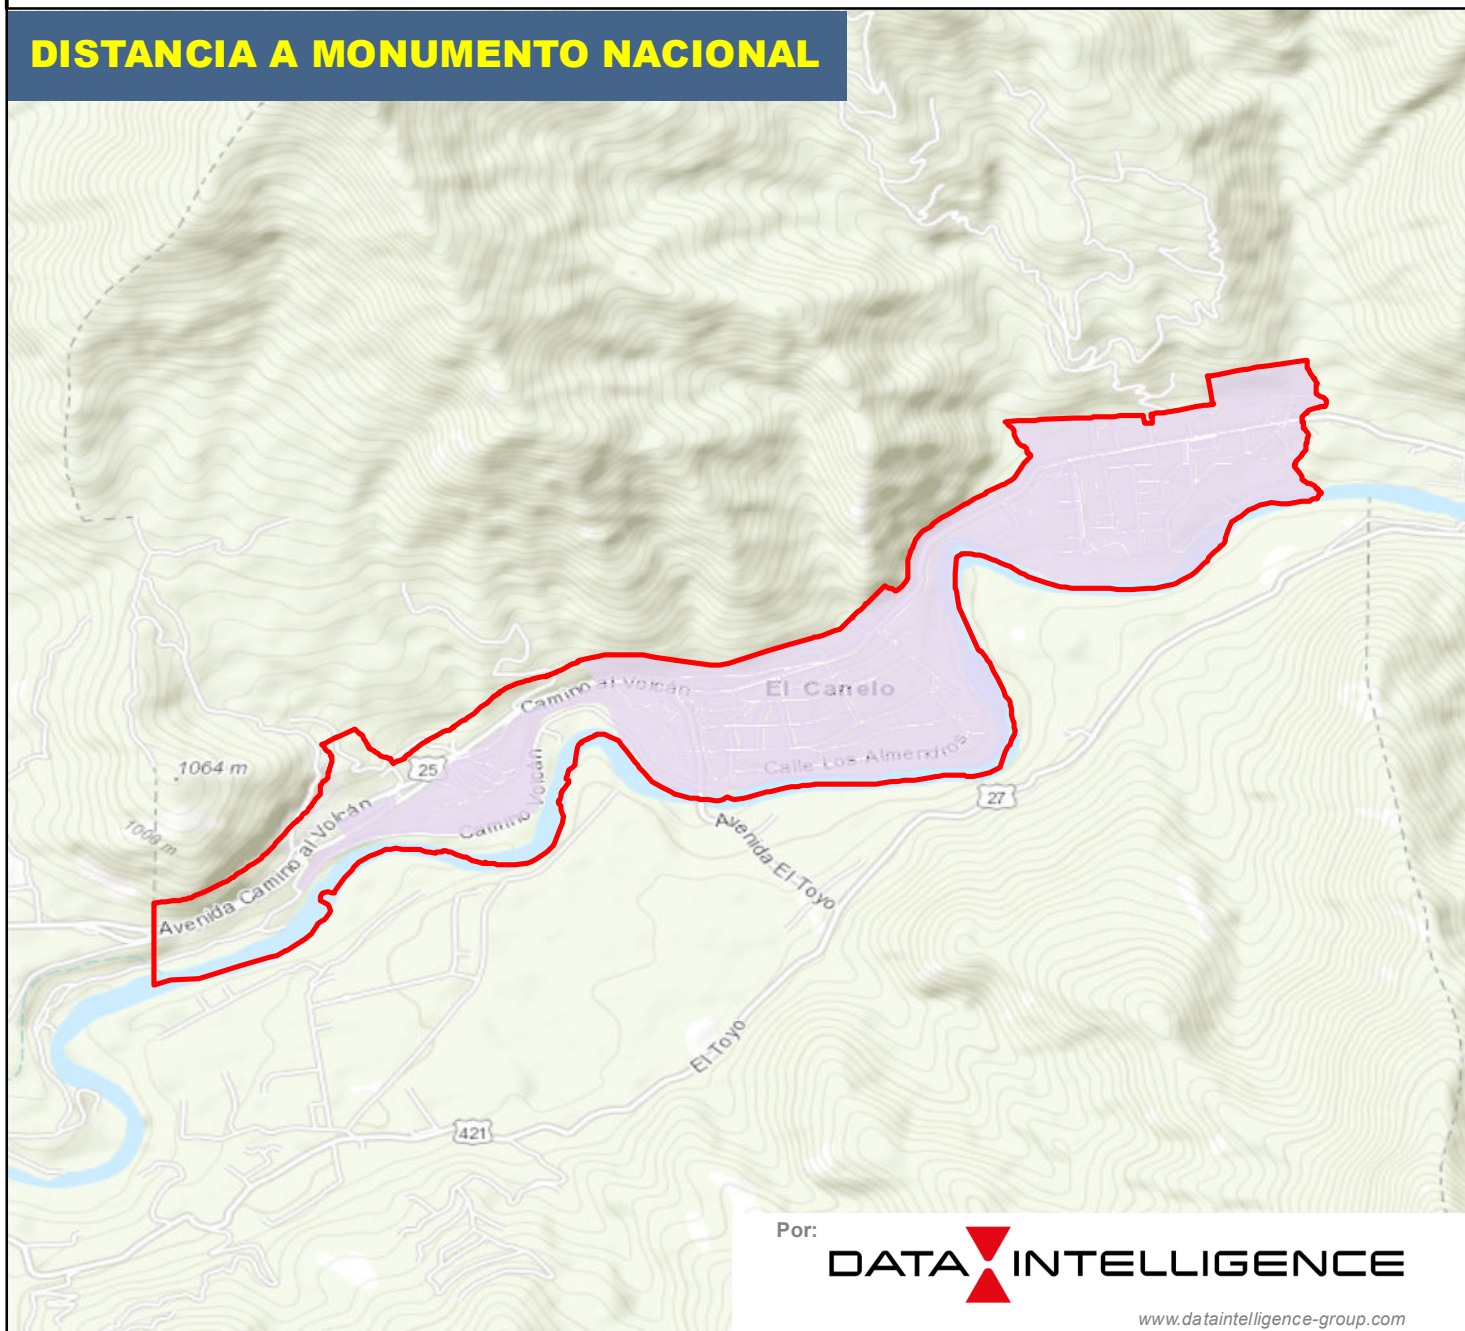 DISTANCIA A MONUMENTO NACIONAL
Camino al Volcán
El Canelo
Calle Los Almendros
25
1064 m
27
Camino Volcán
1008 m
Avenida Camino al Volcán
Avenida El Toyo
El Toyo
421
Por:
DATA INTELLIGENCE
www.dataintelligence-group.com